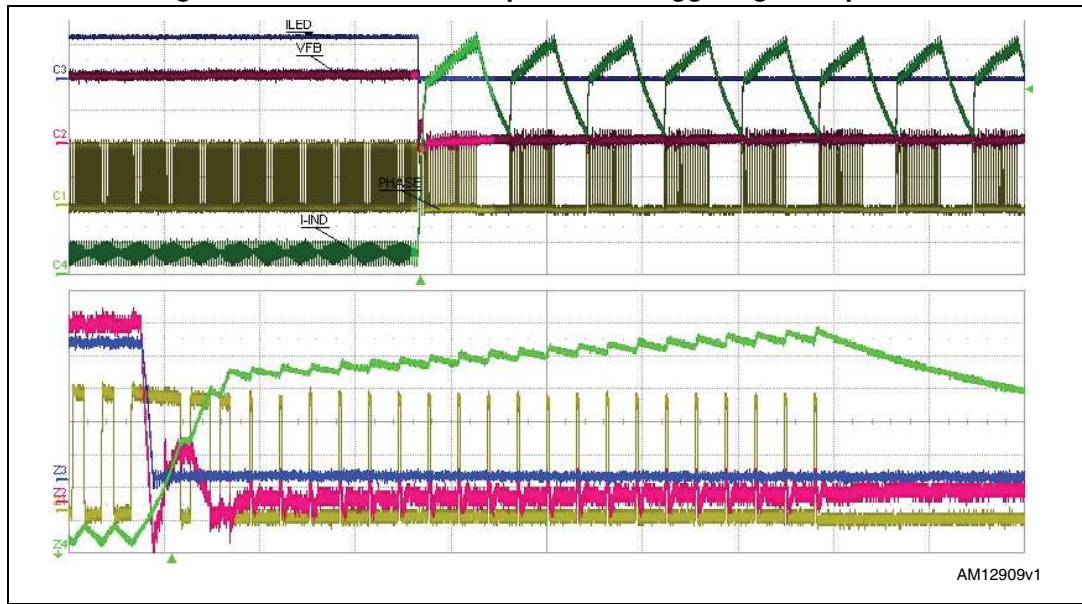 ILED
VFB
C3
C2
PHASE
C1
I-IND
C4
Z3
Z4
AM12909v1